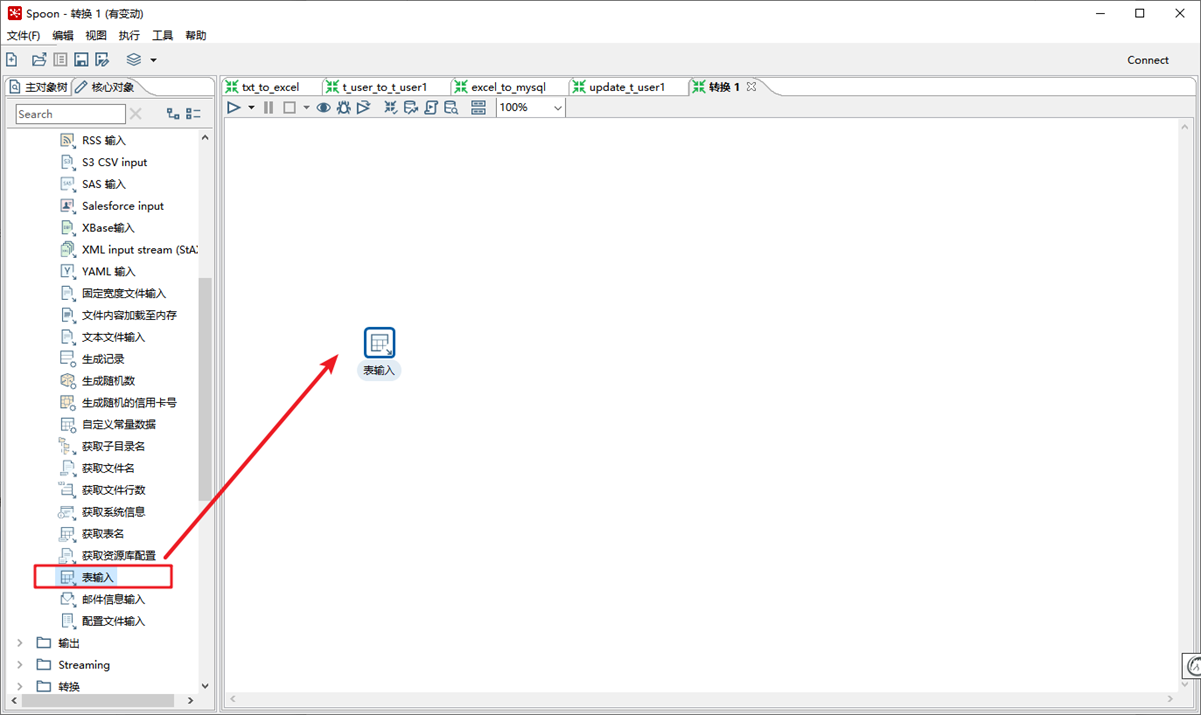 Spoon - 转换 1 (有变动)
文件(F) 编辑 视图 执行 工具 帮助
Connect
主对象树 核心对象
txt_to_excel t_user_to_t_user1 excel_to_mysql update_t_user1 转换 1
Search
100%
RSS 输入
S3 CSV input
SAS 输入
Salesforce input
XBase输入
XML input stream (StAX
YAML 输入
固定宽度文件输入
文件内容加载至内存
文本文件输入
生成记录
生成随机数
生成随机的信用卡号
自定义常量数据
获取子目录名
获取文件名
获取文件行数
获取系统信息
获取表名
获取资源库配置
表输入
邮件信息输入
配置文件输入
输出
Streaming
转换
表输入